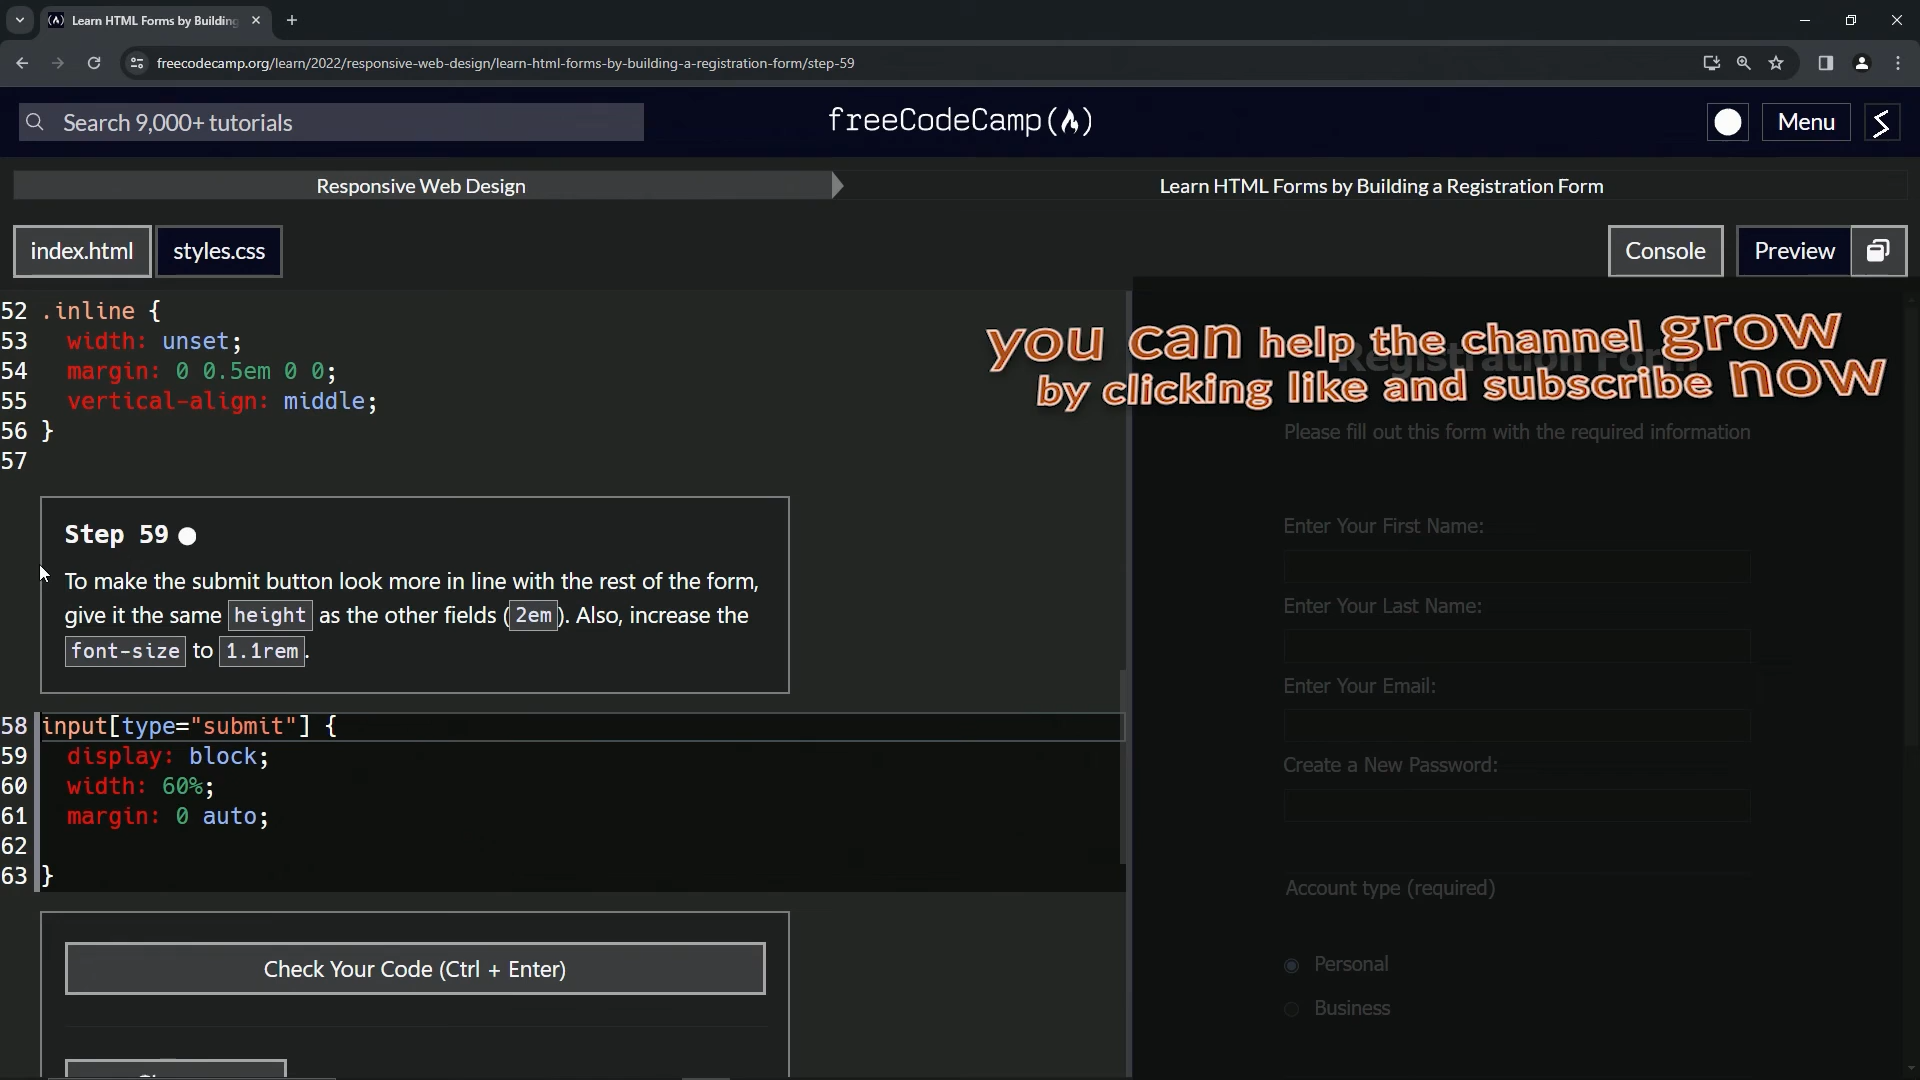 Learn HTML Forms by Building
freecodecamp.org/learn/2022/responsive-web-design/learn-html-forms-by-building-a-registration-form/step-59
Search 9,000+ tutorials
freeCodeCamp
Menu
Responsive Web Design
Learn HTML Forms by Building a Registration Form
index.html
styles.css
Console
Preview
52 .inline {
53 width: unset;
54 margin: 0 0.5em 0 0;
55 vertical-align: middle;
56 }
57
Step 59
To make the submit button look more in line with the rest of the form,
give it the same height as the other fields (2em). Also, increase the
font-size to 1.1rem.
58 input[type="submit"] {
59 display: block;
60 width: 60%;
61 margin: 0 auto;
62
63 }
Check Your Code (Ctrl + Enter)
you can help the channel grow
by clicking like and subscribe now
Registration Form
Please fill out this form with the required information
Enter Your First Name:
Enter Your Last Name:
Enter Your Email:
Create a New Password:
Account type (required)
Personal
Business